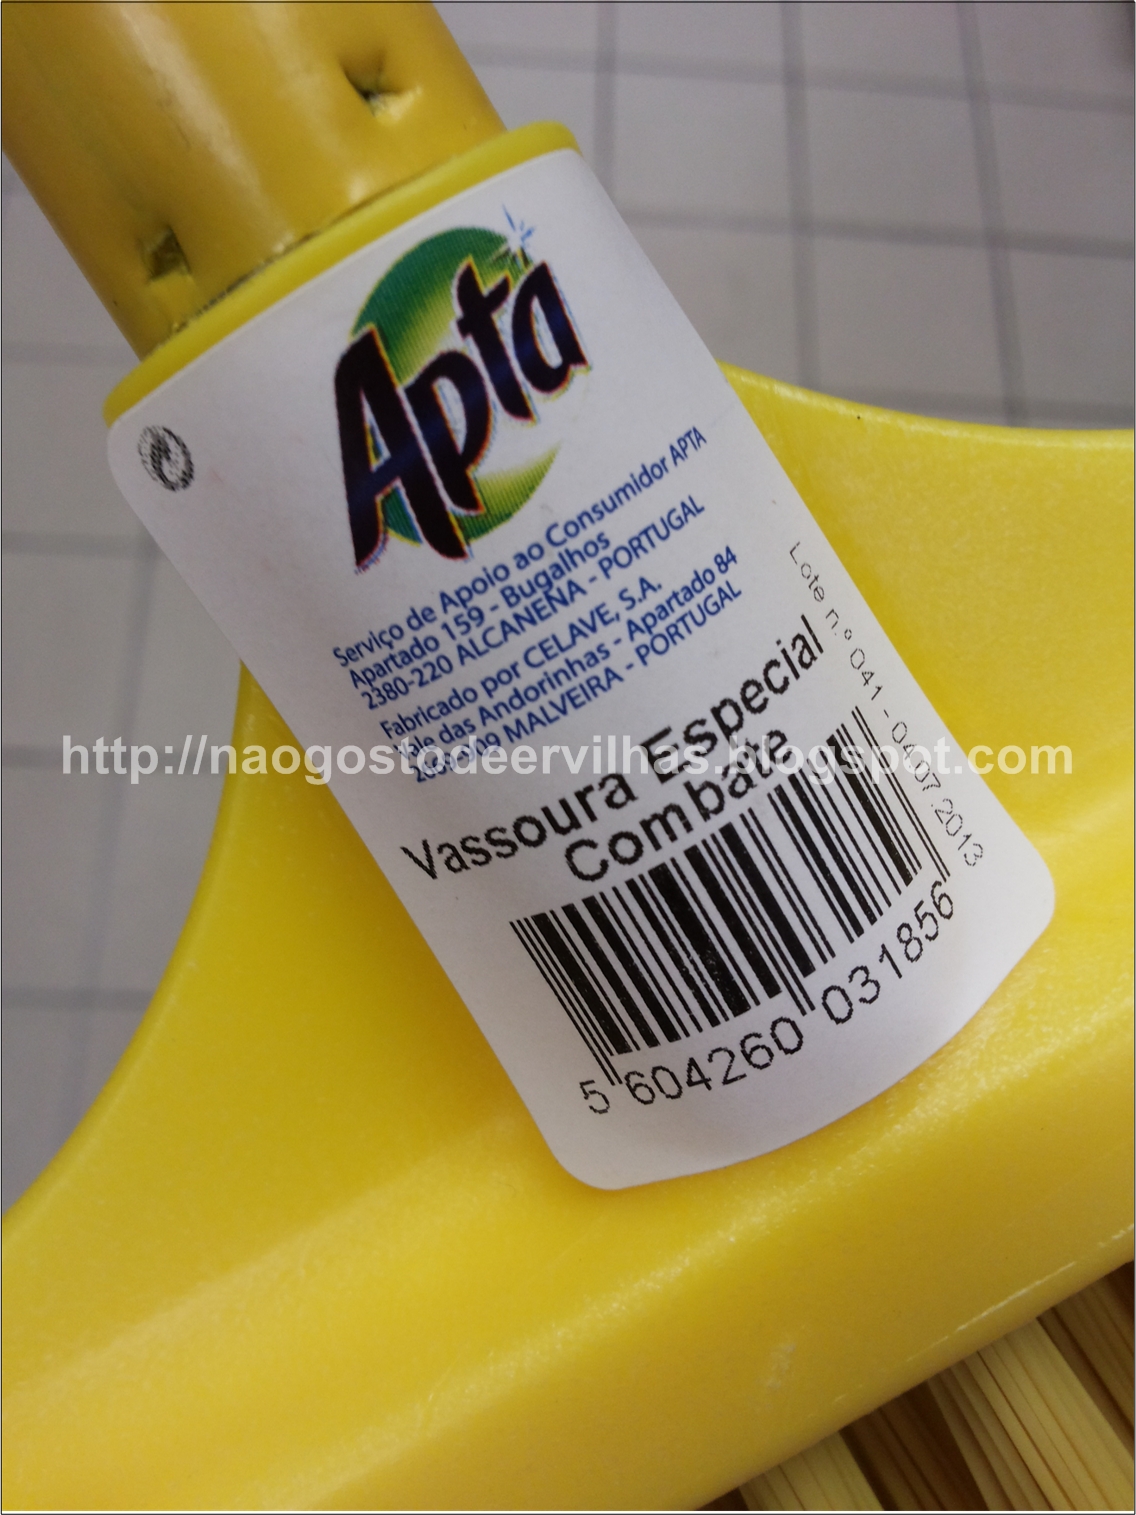 Apta
Serviço de Apoio ao Consumidor APTA
Apartado 159 - Bugalhos
2380-220 ALCANENA - PORTUGAL
Fabricado por CELAVE, S.A.
Vale das Andorinhas - Apartado 84
MALVEIRA - PORTUGAL
Lote n.º 041 - 04.07.2013
http://naogostodeervilhas.blogspot.com
Vassoura Especial
Combate
5 604260 031856